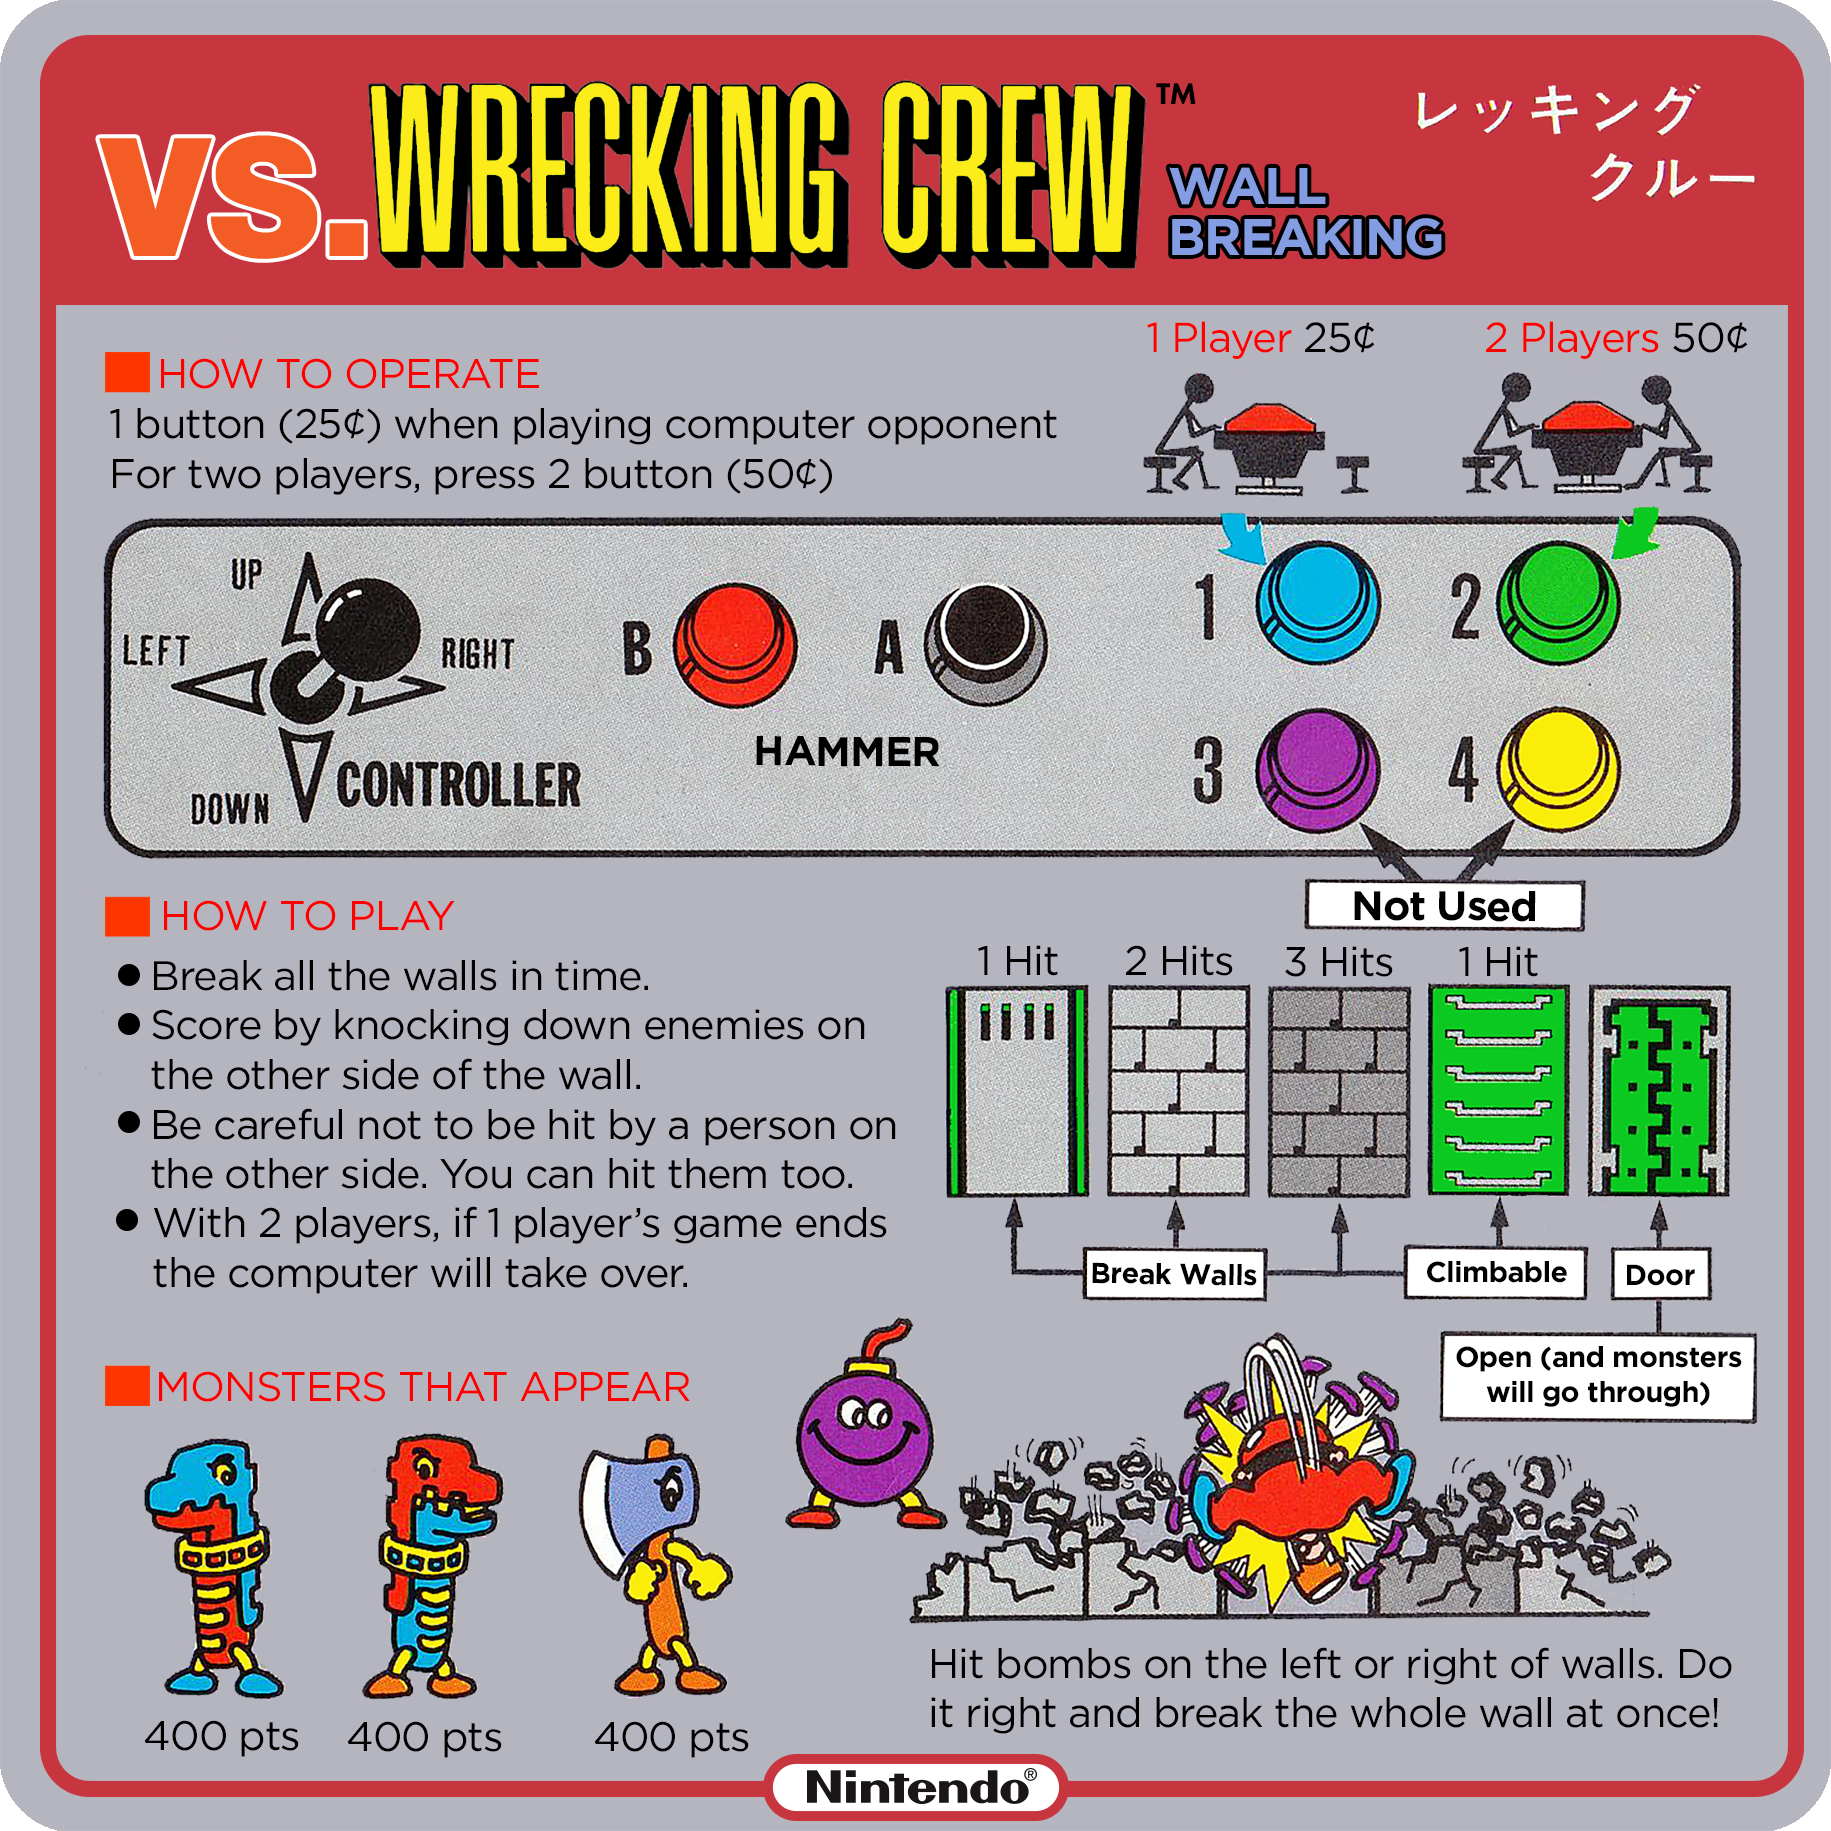 VS. WRECKING CREW™
WALL
BREAKING
レッキング
クルー
1 Player 25¢
2 Players 50¢
HOW TO OPERATE
1 button (25¢) when playing computer opponent
For two players, press 2 button (50¢)
UP
LEFT
RIGHT
DOWN
CONTROLLER
B
A
HAMMER
1
2
3
4
Not Used
HOW TO PLAY
● Break all the walls in time.
● Score by knocking down enemies on
the other side of the wall.
● Be careful not to be hit by a person on
the other side. You can hit them too.
● With 2 players, if 1 player's game ends
the computer will take over.
1 Hit
2 Hits
3 Hits
1 Hit
Break Walls
Climbable
Door
Open (and monsters
will go through)
MONSTERS THAT APPEAR
400 pts
400 pts
400 pts
Hit bombs on the left or right of walls. Do
it right and break the whole wall at once!
Nintendo®